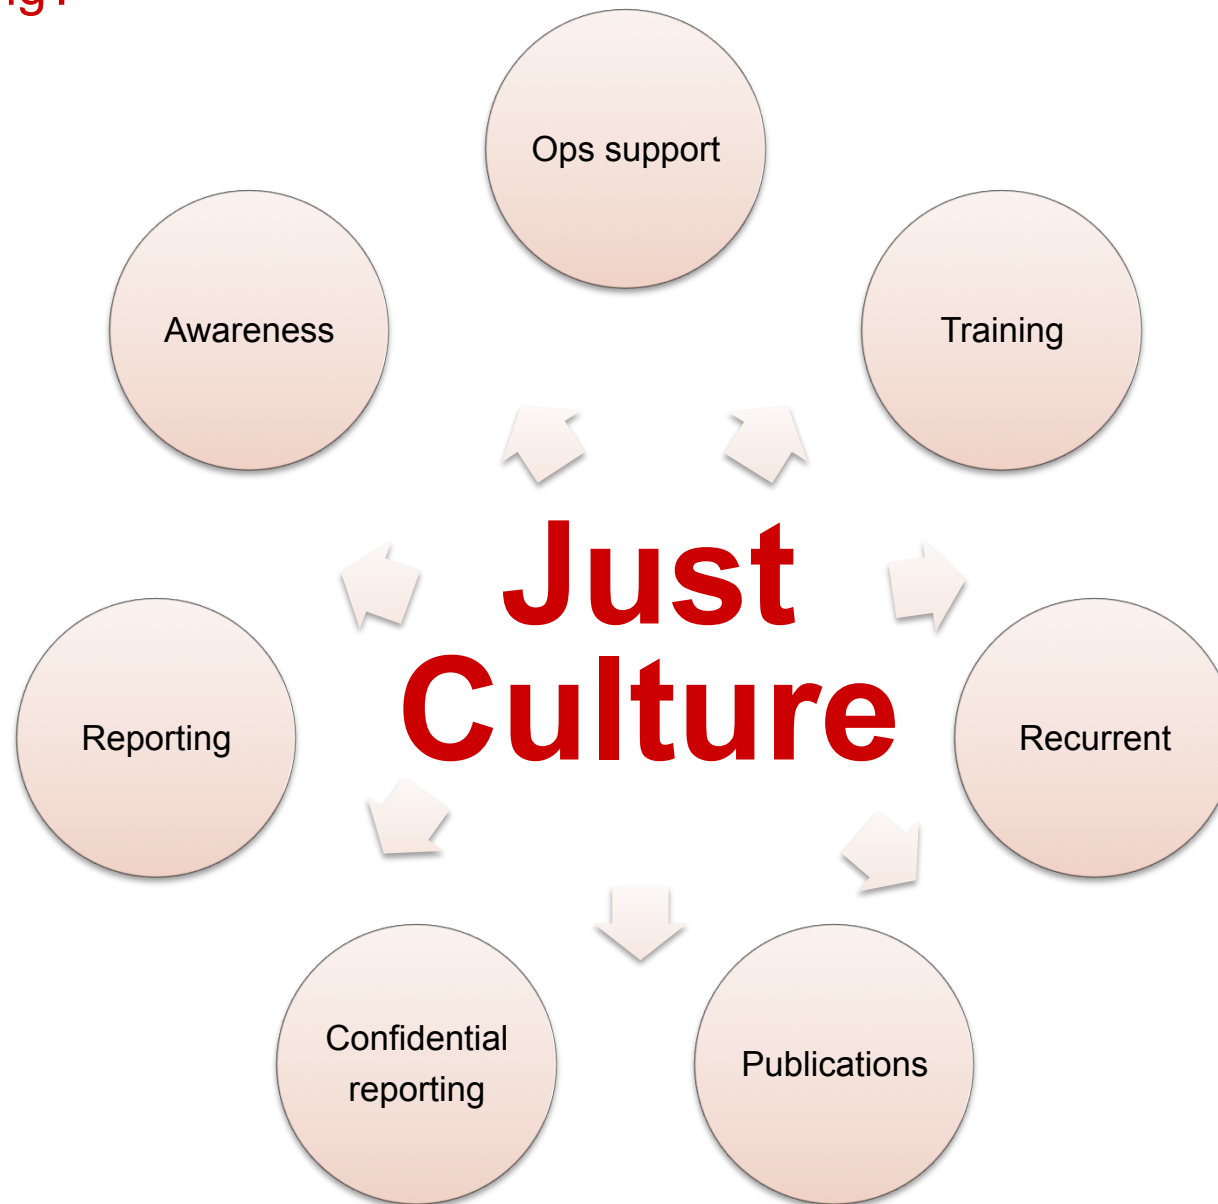 Ops support
Awareness
Training
Just
Culture
Reporting
Recurrent
Confidential
reporting
Publications